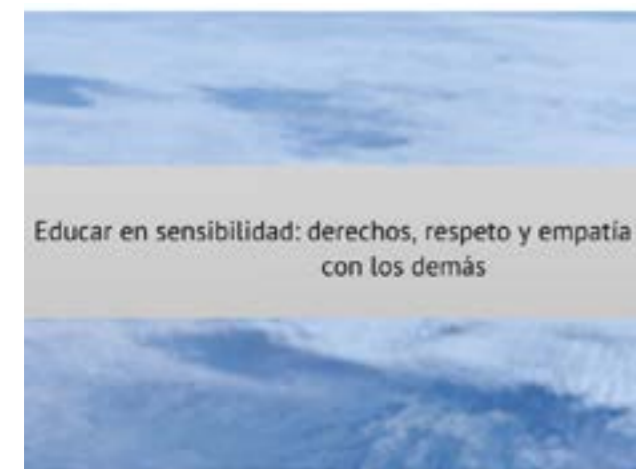 Educar en sensibilidad: derechos, respeto y empatía
con los demás